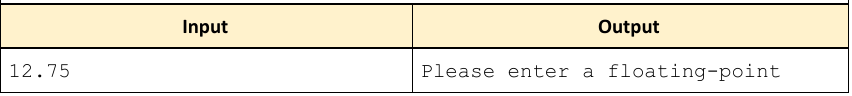 Input Output
12.75 Please enter a floating-point